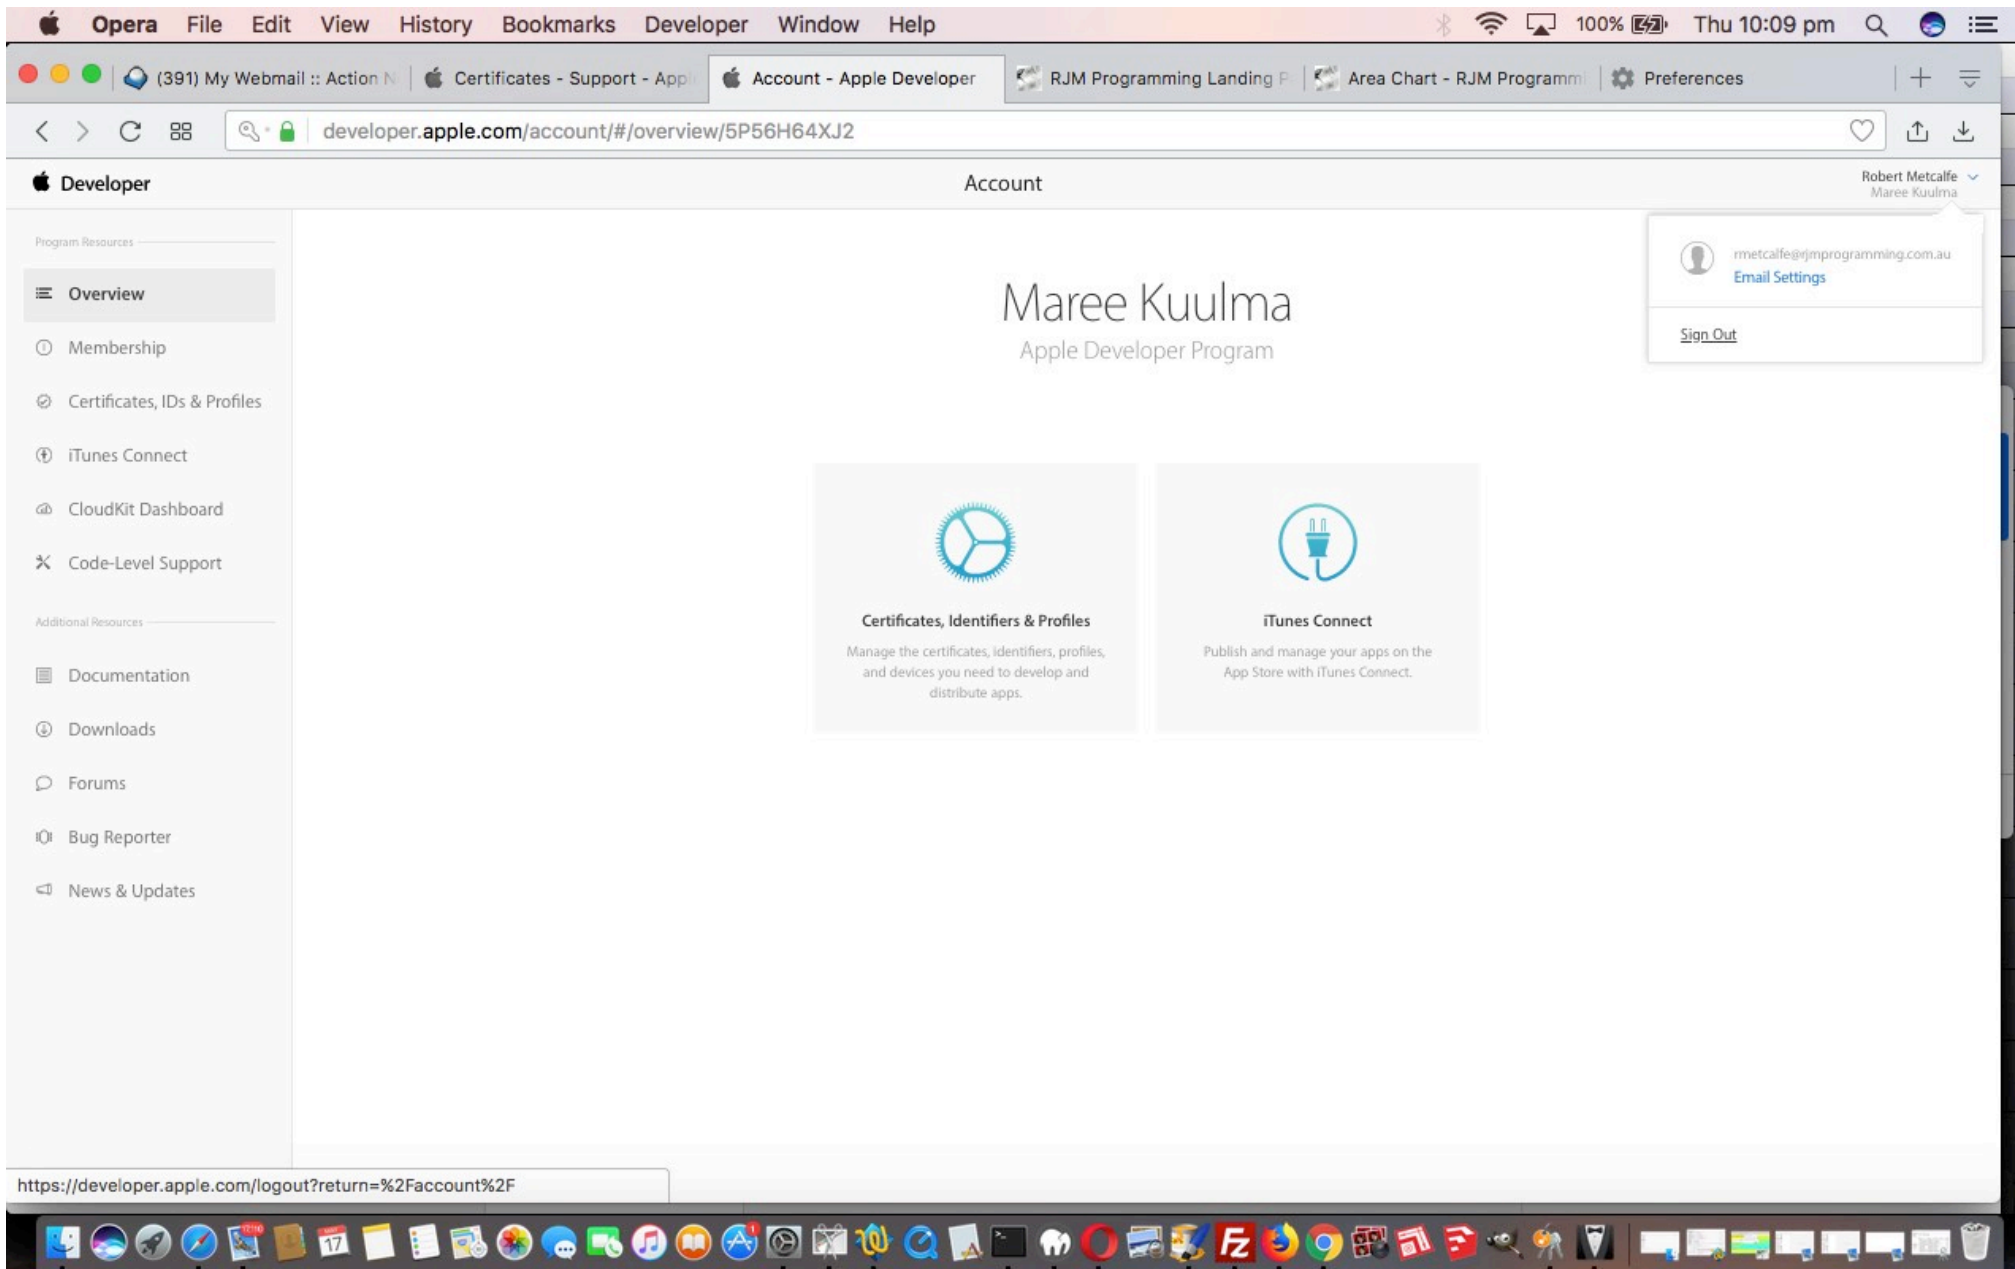 Opera File Edit View History Bookmarks Developer Window Help 100% Thu 10:09 pm
(391) My Webmail :: Action N Certificates - Support - Appl Account - Apple Developer RJM Programming Landing P Area Chart - RJM Programmi Preferences
developer.apple.com/account/#/overview/5P56H64XJ2
Developer Account Robert Metcalfe
Maree Kuulma
Program Resources
Overview
Membership
Certificates, IDs & Profiles
iTunes Connect
CloudKit Dashboard
Code-Level Support
Additional Resources
Documentation
Downloads
Forums
Bug Reporter
News & Updates
rmetcalfe@rjmprogramming.com.au
Email Settings
Sign Out
Maree Kuulma
Apple Developer Program
Certificates, Identifiers & Profiles
Manage the certificates, identifiers, profiles,
and devices you need to develop and
distribute apps.
iTunes Connect
Publish and manage your apps on the
App Store with iTunes Connect.
https://developer.apple.com/logout?return=%2Faccount%2F
17